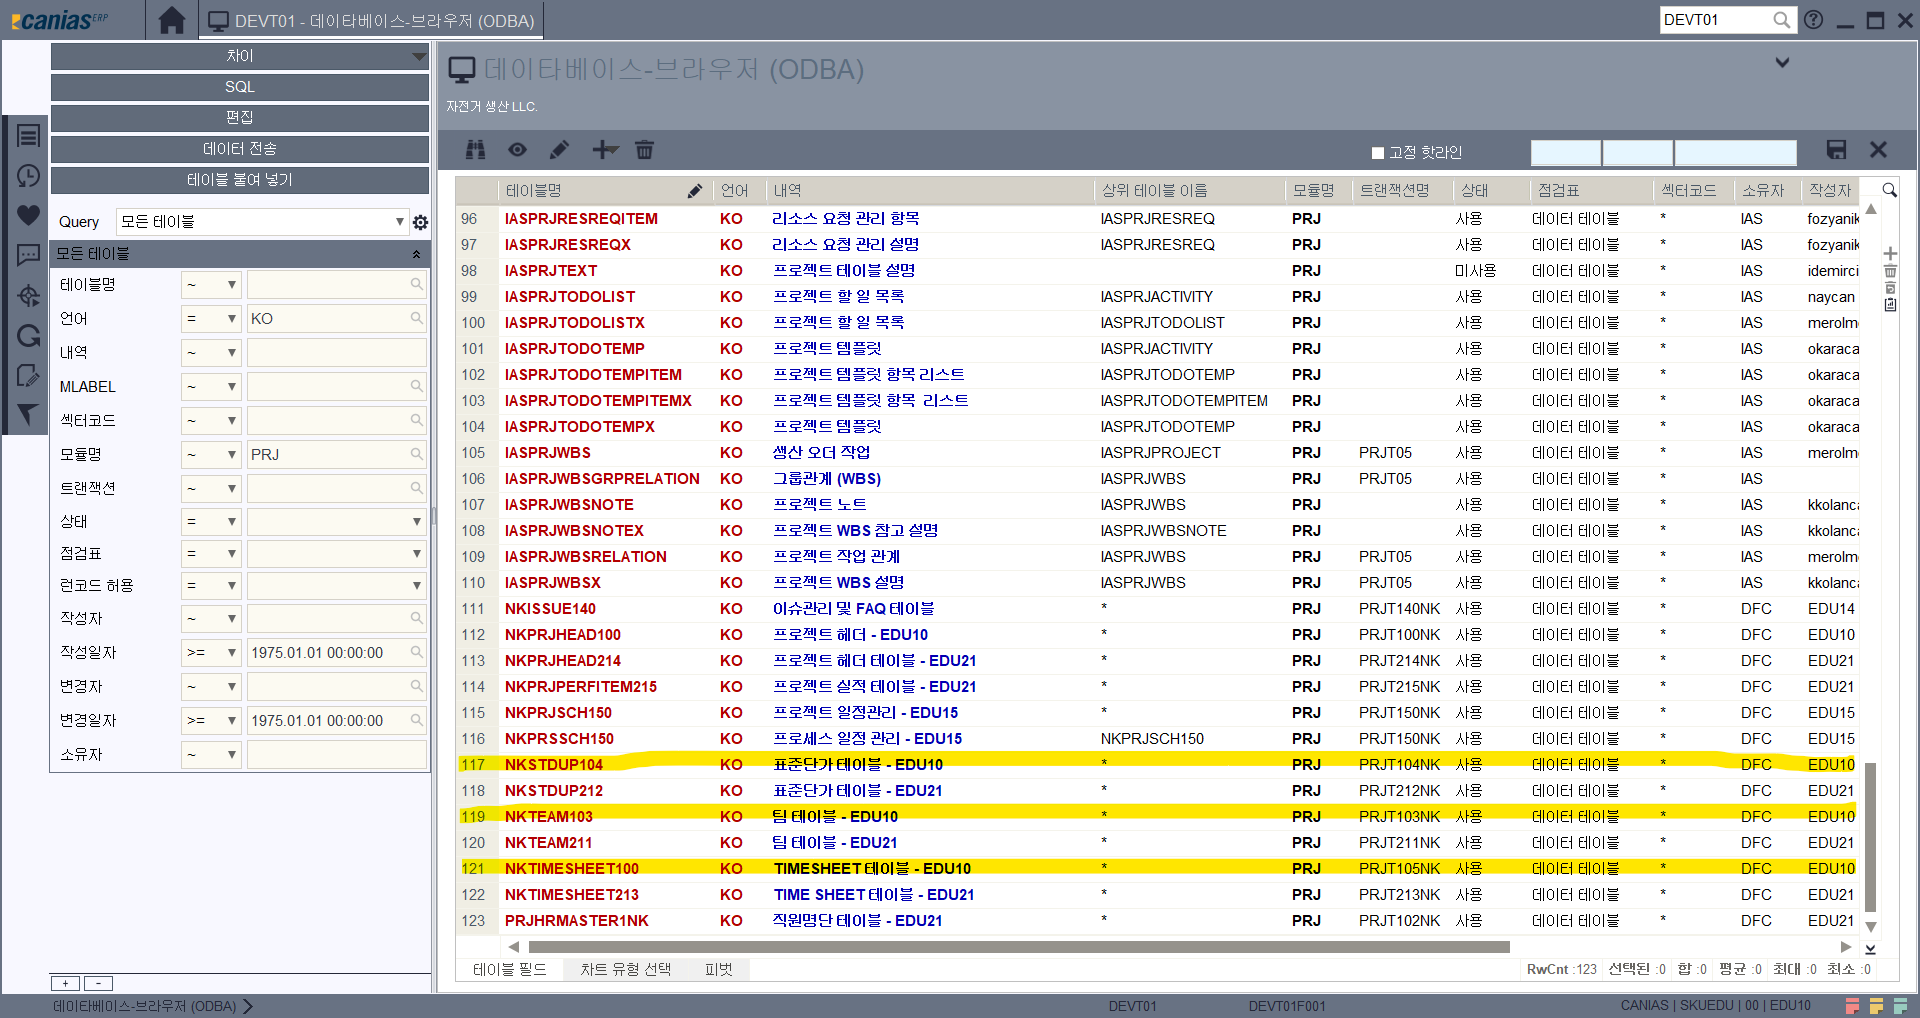 caniasERP
DEVT01 - 데이타베이스-브라우저 (ODBA)
DEVT01
차이
SQL
편집
데이터 전송
테이블 붙여 넣기
Query 모든 테이블
모든 테이블
테이블명 ~
언어 = KO
내역 ~
MLABEL ~
섹터코드 ~
모듈명 ~ PRJ
트랜잭션 ~
상태 =
점검표 =
런코드 허용 =
작성자 ~
작성일자 >= 1975.01.01 00:00:00
변경자 ~
변경일자 >= 1975.01.01 00:00:00
소유자 ~
+ -
데이타베이스-브라우저 (ODBA)
자전거 생산 LLC.
고정 핫라인
테이블명 언어 내역 상위 테이블 이름 모듈명 트랜잭션명 상태 점검표 섹터코드 소유자 작성자
96 IASPRJRESREQITEM KO 리소스 요청 관리 항목 IASPRJRESREQ PRJ 사용 데이터 테이블 * IAS fozyanik
97 IASPRJRESREQX KO 리소스 요청 관리 설명 IASPRJRESREQ PRJ 사용 데이터 테이블 * IAS fozyanik
98 IASPRJTEXT KO 프로젝트 테이블 설명 PRJ 미사용 데이터 테이블 * IAS idemirci
99 IASPRJTODOLIST KO 프로젝트 할 일 목록 IASPRJACTIVITY PRJ 사용 데이터 테이블 * IAS naycan
100 IASPRJTODOLISTX KO 프로젝트 할 일 목록 IASPRJTODOLIST PRJ 사용 데이터 테이블 * IAS merolm
101 IASPRJTODOTEMP KO 프로젝트 템플릿 IASPRJACTIVITY PRJ 사용 데이터 테이블 * IAS okaraca
102 IASPRJTODOTEMPITEM KO 프로젝트 템플릿 항목 리스트 IASPRJTODOTEMP PRJ 사용 데이터 테이블 * IAS okaraca
103 IASPRJTODOTEMPITEMX KO 프로젝트 템플릿 항목 리스트 IASPRJTODOTEMPITEM PRJ 사용 데이터 테이블 * IAS okaraca
104 IASPRJTODOTEMPX KO 프로젝트 템플릿 IASPRJTODOTEMP PRJ 사용 데이터 테이블 * IAS okaraca
105 IASPRJWBS KO 생산 오더 작업 IASPRJPROJECT PRJ PRJT05 사용 데이터 테이블 * IAS merolm
106 IASPRJWBSGRPRELATION KO 그룹관계 (WBS) IASPRJWBS PRJ PRJT05 사용 데이터 테이블 * IAS
107 IASPRJWBSNOTE KO 프로젝트 노트 IASPRJWBS PRJ 사용 데이터 테이블 * IAS kkolanc
108 IASPRJWBSNOTEX KO 프로젝트 WBS 참고 설명 IASPRJWBSNOTE PRJ 사용 데이터 테이블 * IAS kkolanc
109 IASPRJWBSRELATION KO 프로젝트 작업 관계 IASPRJWBS PRJ PRJT05 사용 데이터 테이블 * IAS merolm
110 IASPRJWBSX KO 프로젝트 WBS 설명 IASPRJWBS PRJ PRJT05 사용 데이터 테이블 * IAS kkolanc
111 NKISSUE140 KO 이슈관리 및 FAQ 테이블 * PRJ PRJT140NK 사용 데이터 테이블 * DFC EDU14
112 NKPRJHEAD100 KO 프로젝트 헤더 - EDU10 * PRJ PRJT100NK 사용 데이터 테이블 * DFC EDU10
113 NKPRJHEAD214 KO 프로젝트 헤더 테이블 - EDU21 * PRJ PRJT214NK 사용 데이터 테이블 * DFC EDU21
114 NKPRJPERFITEM215 KO 프로젝트 실적 테이블 - EDU21 * PRJ PRJT215NK 사용 데이터 테이블 * DFC EDU21
115 NKPRJSCH150 KO 프로젝트 일정관리 - EDU15 * PRJ PRJT150NK 사용 데이터 테이블 * DFC EDU15
116 NKPRSSCH150 KO 프로세스 일정 관리 - EDU15 NKPRJSCH150 PRJ PRJT150NK 사용 데이터 테이블 * DFC EDU15
117 NKSTDUP104 KO 표준단가 테이블 - EDU10 * PRJ PRJT104NK 사용 데이터 테이블 * DFC EDU10
118 NKSTDUP212 KO 표준단가 테이블 - EDU21 * PRJ PRJT212NK 사용 데이터 테이블 * DFC EDU21
119 NKTEAM103 KO 팀 테이블 - EDU10 * PRJ PRJT103NK 사용 데이터 테이블 * DFC EDU10
120 NKTEAM211 KO 팀 테이블 - EDU21 * PRJ PRJT211NK 사용 데이터 테이블 * DFC EDU21
121 NKTIMESHEET100 KO TIMESHEET 테이블 - EDU10 * PRJ PRJT105NK 사용 데이터 테이블 * DFC EDU10
122 NKTIMESHEET213 KO TIME SHEET 테이블 - EDU21 * PRJ PRJT213NK 사용 데이터 테이블 * DFC EDU21
123 PRJHRMASTER1NK KO 직원명단 테이블 - EDU21 * PRJ PRJT102NK 사용 데이터 테이블 * DFC EDU21
테이블 필드 차트 유형 선택 피벗
RwCnt :123 선택된 :0 합 :0 평균 :0 최대 :0 최소 :0
데이타베이스-브라우저 (ODBA) DEVT01 DEVT01F001 CANIAS | SKUEDU | 00 | EDU10